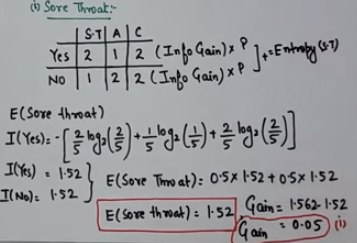 (i) Sore Throat:-
S.T | A | C
Yes | 2 | 1 | 2 (Info Gain) x P
NO | 1 | 2 | 2 (Info Gain) x P ] += Entropy (S.T)
E(Sore throat)
I(Yes) = -[2/5 log₂(2/5) + 1/5 log₂(1/5) + 2/5 log₂(2/5)]
I(Yes) = 1.52
I(No): 1.52 } E(Sore Throat): 0.5 x 1.52 + 0.5 x 1.52
E(Sore throat): 1.52
Gain = 1.562-1.52
Gain = 0.05 (i)